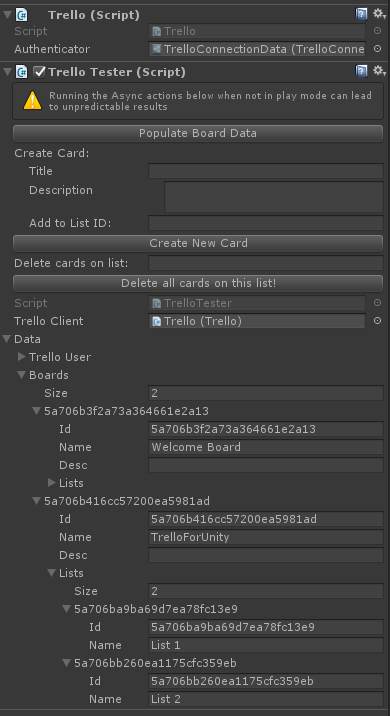 Trello (Script)
Script Trello
Authenticator TrelloConnectionData (TrelloConne
Trello Tester (Script)
Running the Async actions below when not in play mode can lead
to unpredictable results
Populate Board Data
Create Card:
Title
Description
Add to List ID:
Create New Card
Delete cards on list:
Delete all cards on this list!
Script TrelloTester
Trello Client Trello (Trello)
Data
Trello User
Boards
Size 2
5a706b3f2a73a364661e2a13
Id 5a706b3f2a73a364661e2a13
Name Welcome Board
Desc
Lists
5a706b416cc57200ea5981ad
Id 5a706b416cc57200ea5981ad
Name TrelloForUnity
Desc
Lists
Size 2
5a706ba9ba69d7ea78fc13e9
Id 5a706ba9ba69d7ea78fc13e9
Name List 1
5a706bb260ea1175cfc359eb
Id 5a706bb260ea1175cfc359eb
Name List 2